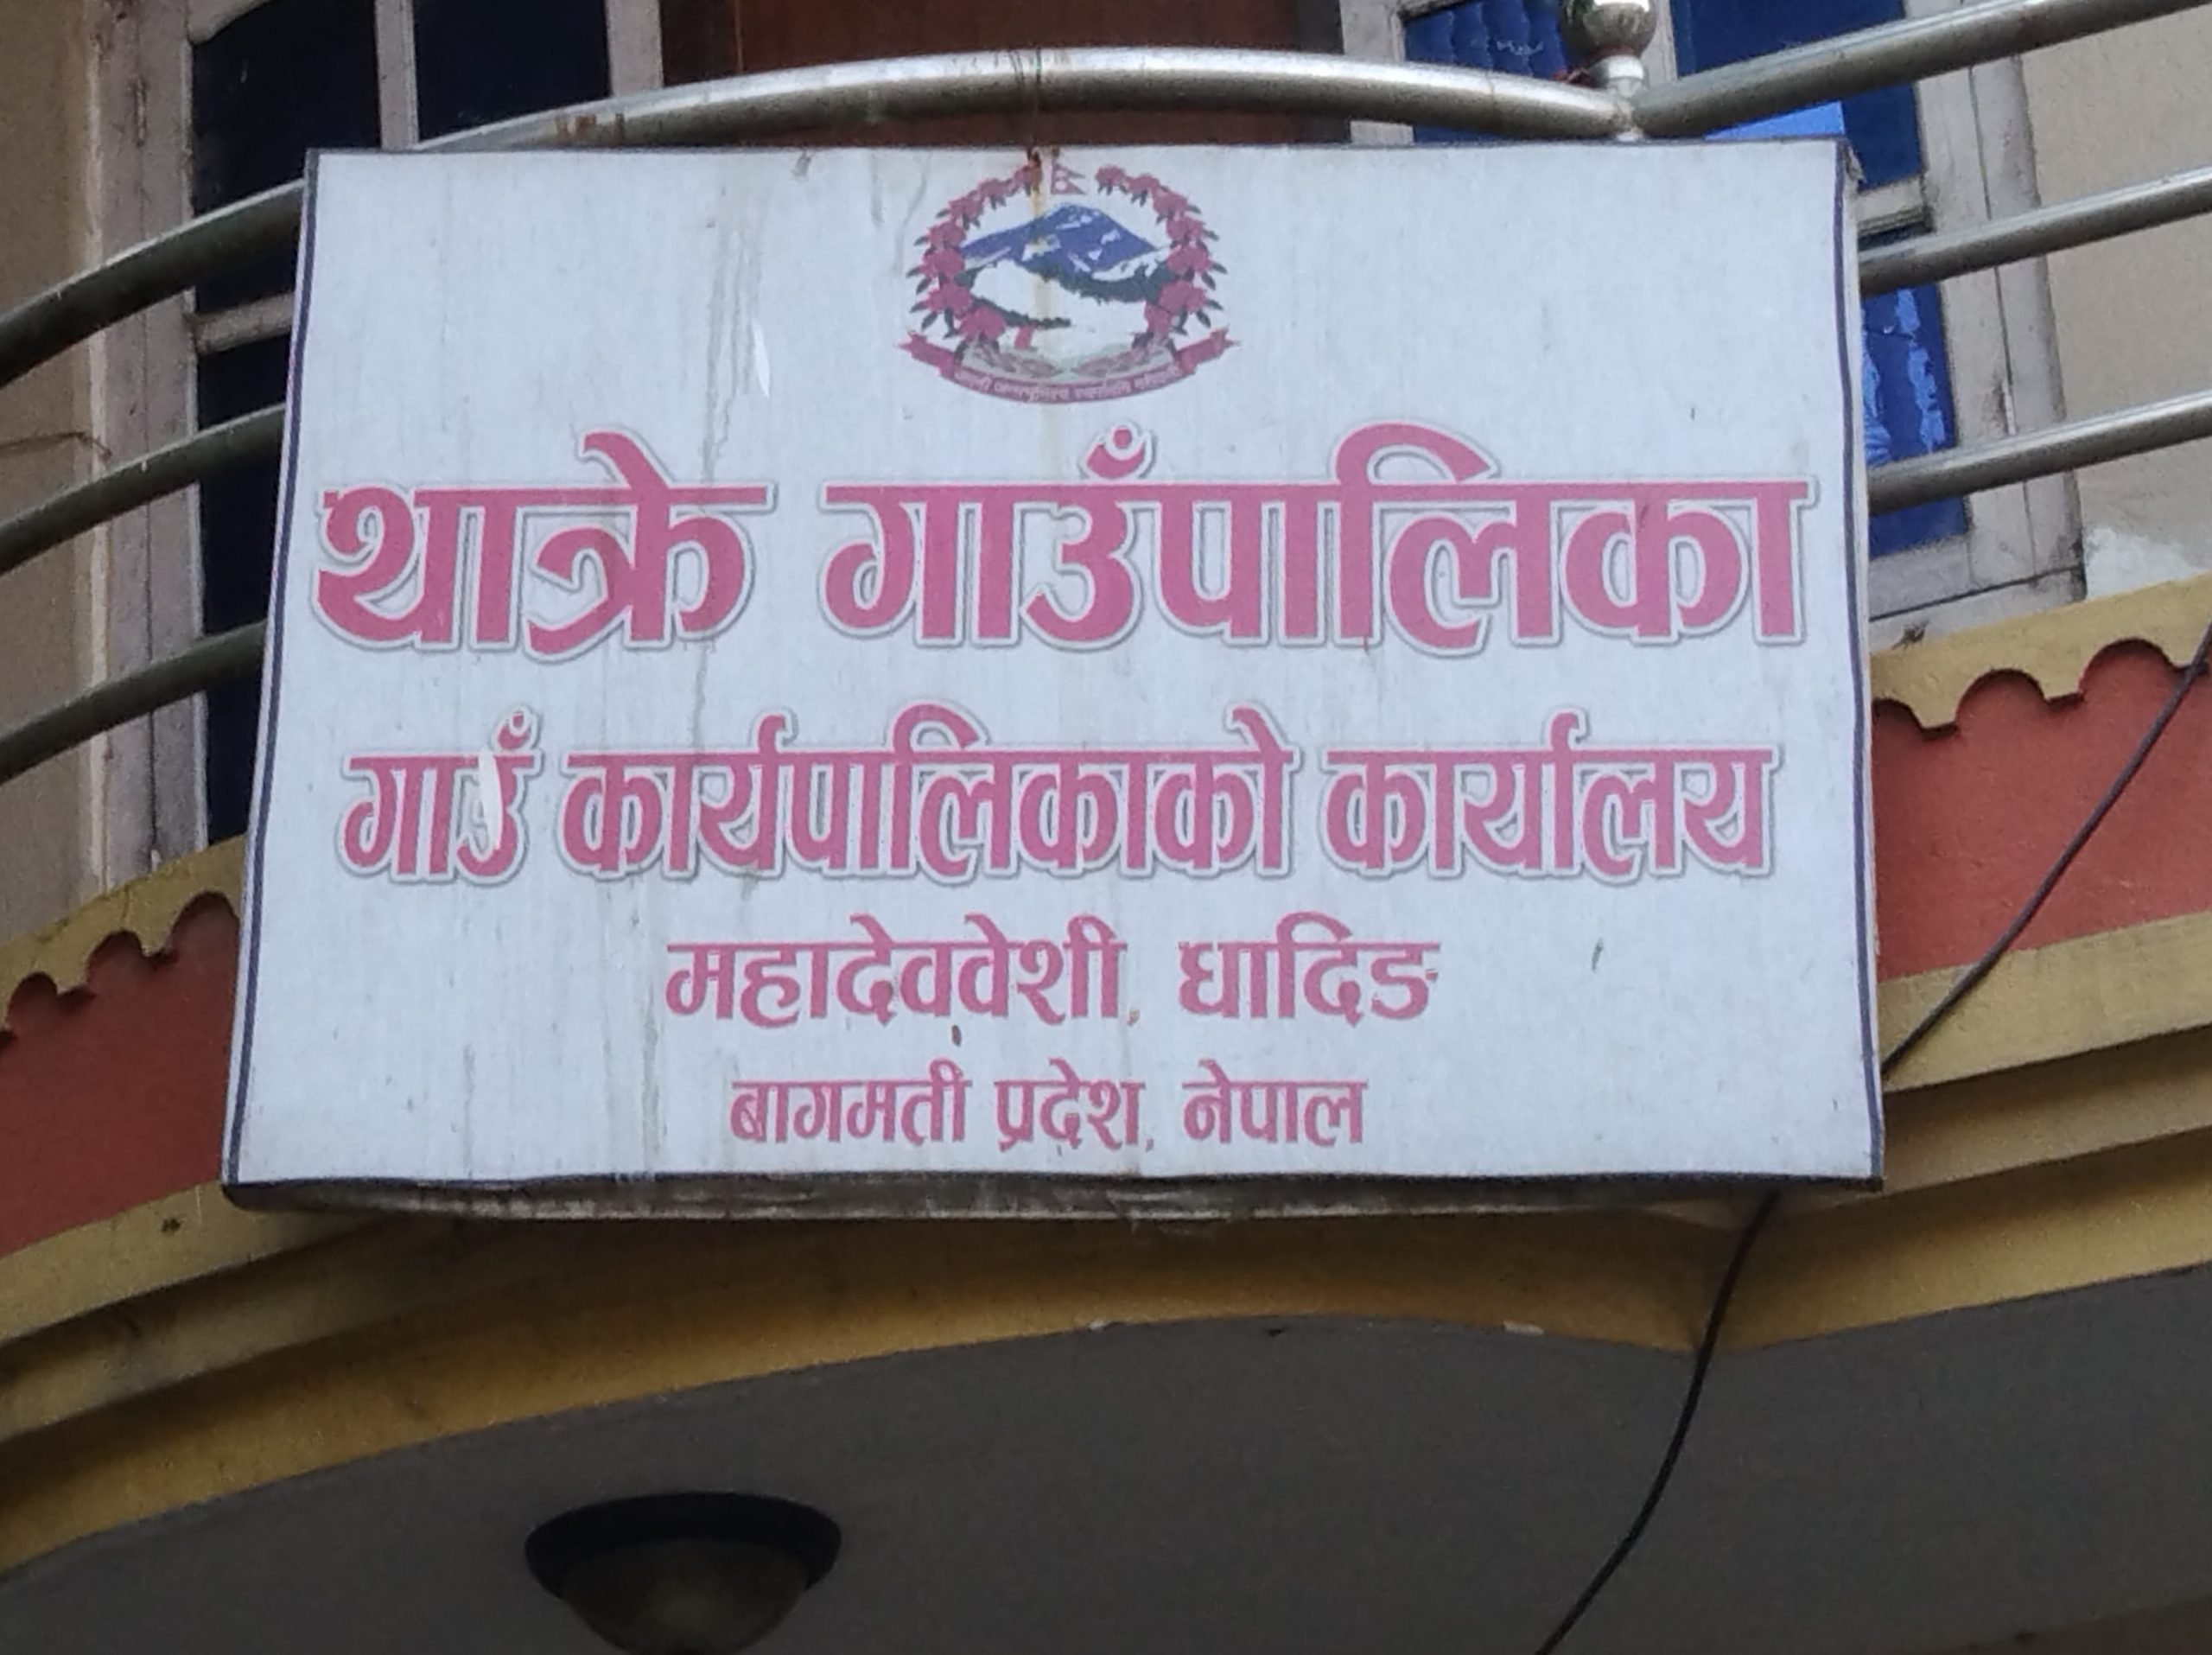 थाक्रे गाउँपालिका
गाउँ कार्यपालिकाको कार्यालय
महादेववेशी, धादिङ
बागमती प्रदेश, नेपाल